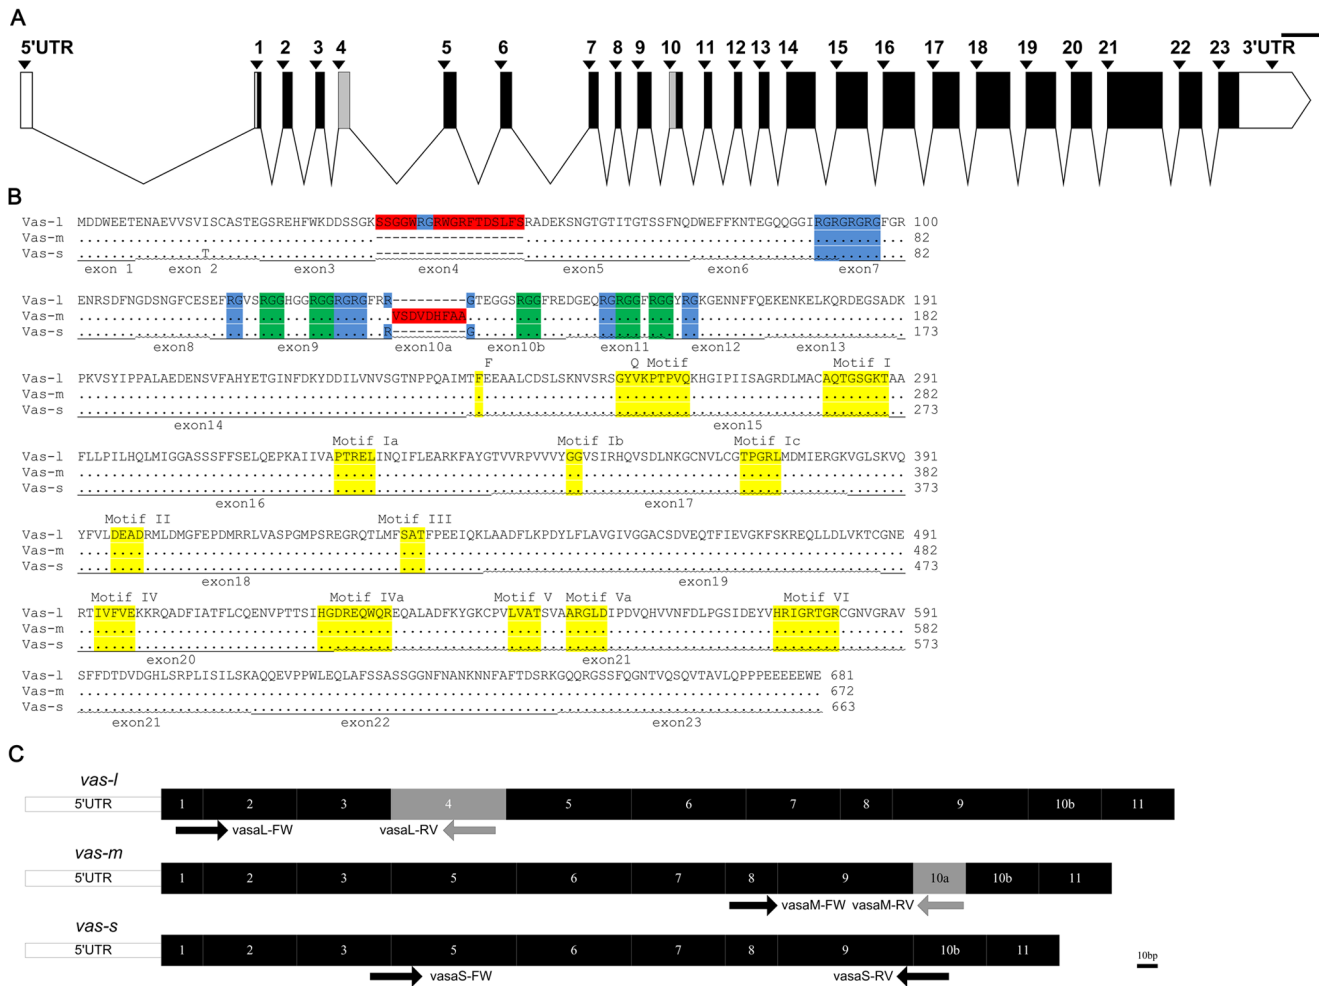 A
5'UTR 1 2 3 4 5 6 7 8 9 10 11 12 13 14 15 16 17 18 19 20 21 22 23 3'UTR
B
Vas-l MDDWEETENAEVVSVISCASTEGSREHFWKDDSSGKSSGGWRGRWGRFTDSLFSRADEKSNGTGTITGTSSFNQDWEFFKNTEGQQGGIRGRGRGRGFGR 100
Vas-m 82
Vas-s T 82
exon 1 exon 2 exon3 exon4 exon5 exon6 exon7
Vas-l ENRSDFNGDSNGFCESEFRGVSRGGHGGRGGRGRGFRR---------GTEGGSRGGFREDGEQRGRGGFRGGYRGKGENNFFQEKENKELKQRDEGSADK 191
Vas-m VSDVDHFAA 182
Vas-s R---------G 173
exon8 exon9 exon10a exon10b exon11 exon12 exon13
F Q Motif Motif I
Vas-l PKVSYIPPALAEDENSVFAHYETGINFDKYDDILVNVSGTNPPQAIMTFEEAALCDSLSKNVSRSGYVKPTPVQKHGIPIISAGRDLMACAQTGSGKTAA 291
Vas-m 282
Vas-s 273
exon14 exon15
Motif Ia Motif Ib Motif Ic
Vas-l FLLPILHQLMIGGASSSFFSELQEPKAIIVAPTRELINQIFLEARKFAYGTVVRPVVVYGGVSIRHQVSDLNKGCNVLCGTPGRLMDMIERGKVGLSKVQ 391
Vas-m 382
Vas-s 373
exon16 exon17
Motif II Motif III
Vas-l YFVLDEADRMLDMGFEPDMRRLVASPGMPSREGRQTLMFSATFPEEIQKLAADFLKPDYLFLAVGIVGGACSDVEQTFIEVGKFSKREQLLDLVKTCGNE 491
Vas-m 482
Vas-s 473
exon18 exon19
Motif IV Motif IVa Motif V Motif Va Motif VI
Vas-l RTIVFVEKKRQADFIATFLCQENVPTTSIHGDREQWQREQALADFKYGKCPVLVATSVAARGLDIPDVQHVVNFDLPGSIDEYVHRIGRTGRCGNVGRAV 591
Vas-m 582
Vas-s 573
exon20 exon21
Vas-l SFFDTDVDGHLSRPLISILSKAQQEVPPWLEQLAFSSASSGGNFNANKNNFAFTDSRKGQQRGSSFQGNTVQSQVTAVLQPPPEEEEEWE 681
Vas-m 672
Vas-s 663
exon21 exon22 exon23
C
vas-l
5'UTR 1 2 3 4 5 6 7 8 9 10b 11
vasaL-FW vasaL-RV
vas-m
5'UTR 1 2 3 5 6 7 8 9 10a 10b 11
vasaM-FW vasaM-RV
vas-s
5'UTR 1 2 3 5 6 7 8 9 10b 11
vasaS-FW vasaS-RV
10bp